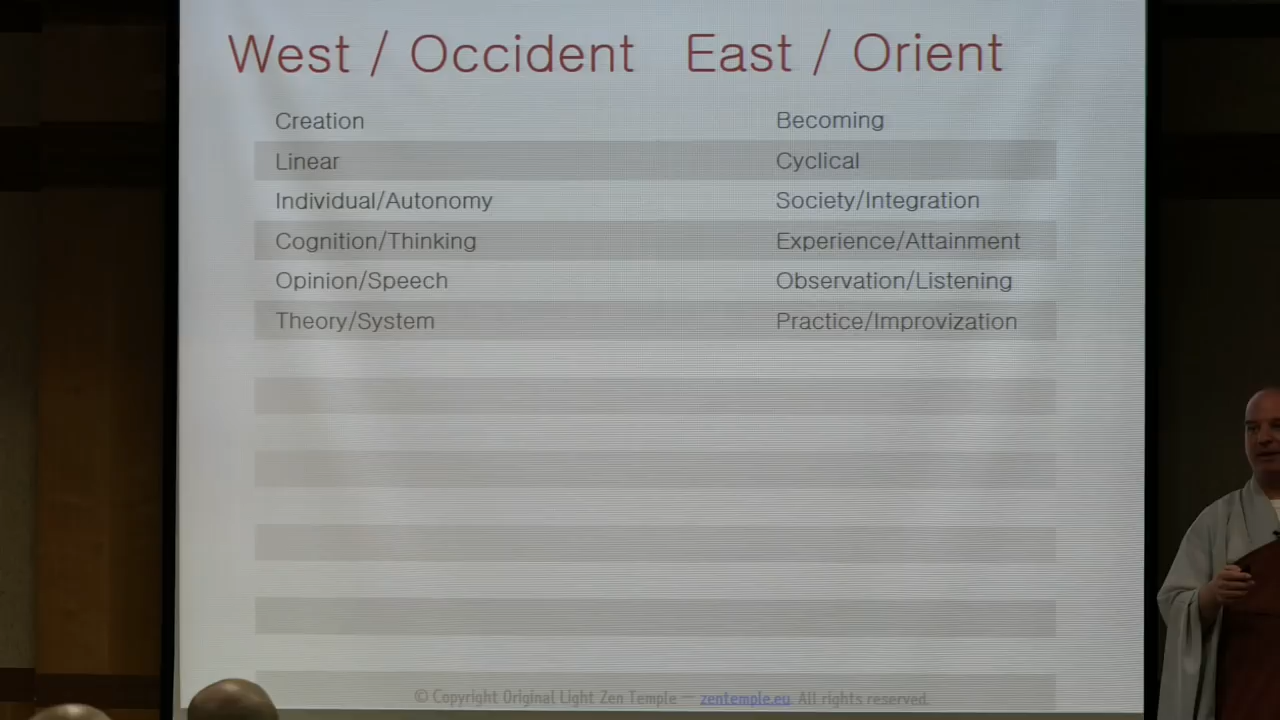 West / Occident East / Orient
Creation Becoming
Linear Cyclical
Individual/Autonomy Society/Integration
Cognition/Thinking Experience/Attainment
Opinion/Speech Observation/Listening
Theory/System Practice/Improvization
© Copyright Original Light Zen Temple — zentemple.eu. All rights reserved.